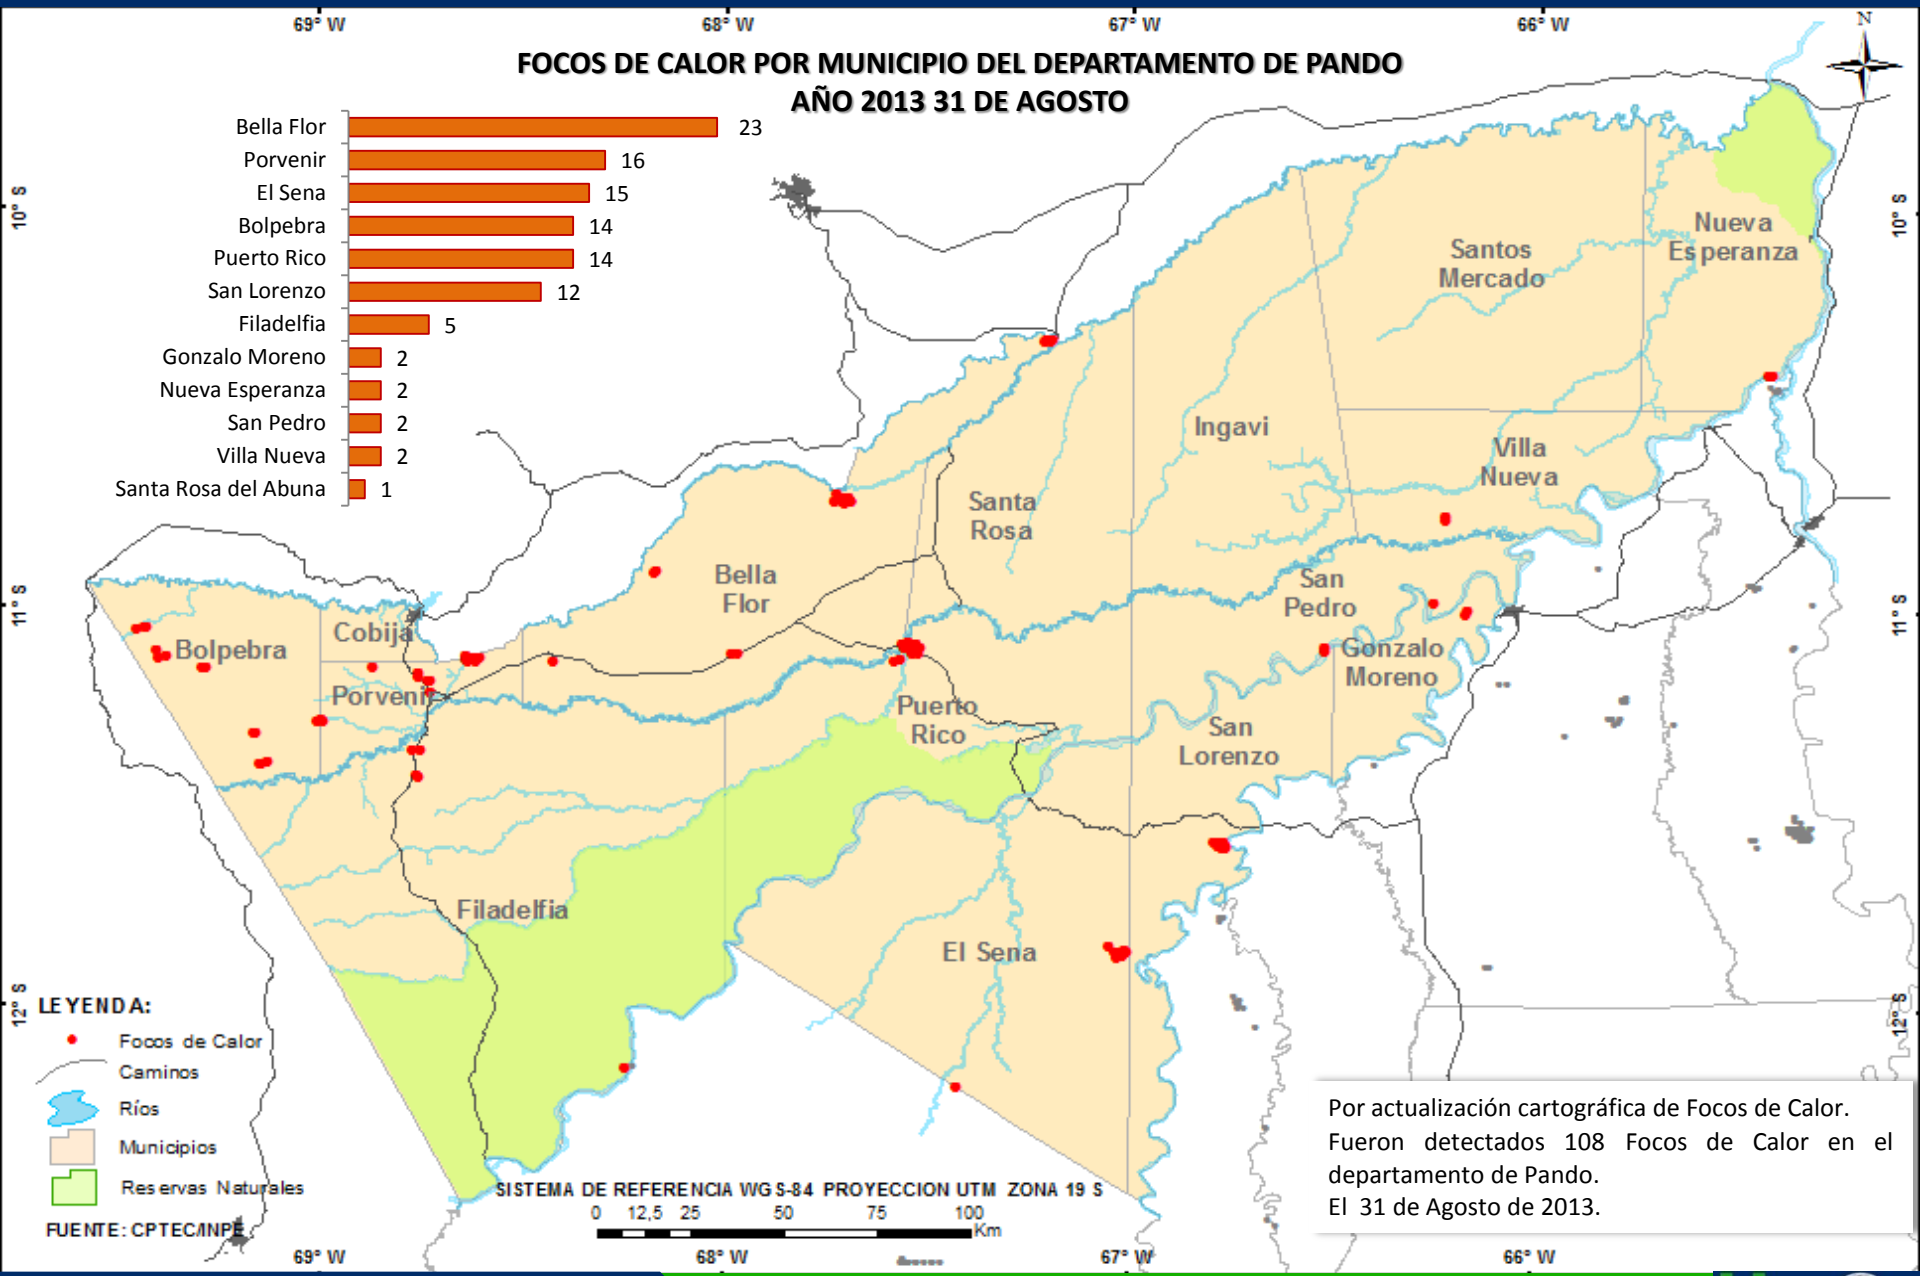 69° W 68° W 67° W 66° W
N
FOCOS DE CALOR POR MUNICIPIO DEL DEPARTAMENTO DE PANDO
AÑO 2013 31 DE AGOSTO
Bella Flor 23
Porvenir 16
El Sena 15
Bolpebra 14
Puerto Rico 14
San Lorenzo 12
Filadelfia 5
Gonzalo Moreno 2
Nueva Esperanza 2
San Pedro 2
Villa Nueva 2
Santa Rosa del Abuna 1
10° S
10° S
11° S
11° S
12° S
12° S
Nueva
Esperanza
Santos
Mercado
Ingavi
Villa
Nueva
Santa
Rosa
Bella
Flor
San
Pedro
Cobija
Bolpebra
Gonzalo
Moreno
Porvenir
Puerto
Rico
San
Lorenzo
Filadelfia
El Sena
LEYENDA:
Focos de Calor
Caminos
Ríos
Municipios
Reservas Naturales
FUENTE: CPTEC/INPE
SISTEMA DE REFERENCIA WGS-84 PROYECCION UTM ZONA 19 S
0 12,5 25 50 75 100
Km
Por actualización cartográfica de Focos de Calor.
Fueron detectados 108 Focos de Calor en el
departamento de Pando.
El 31 de Agosto de 2013.
69° W 68° W 67° W 66° W